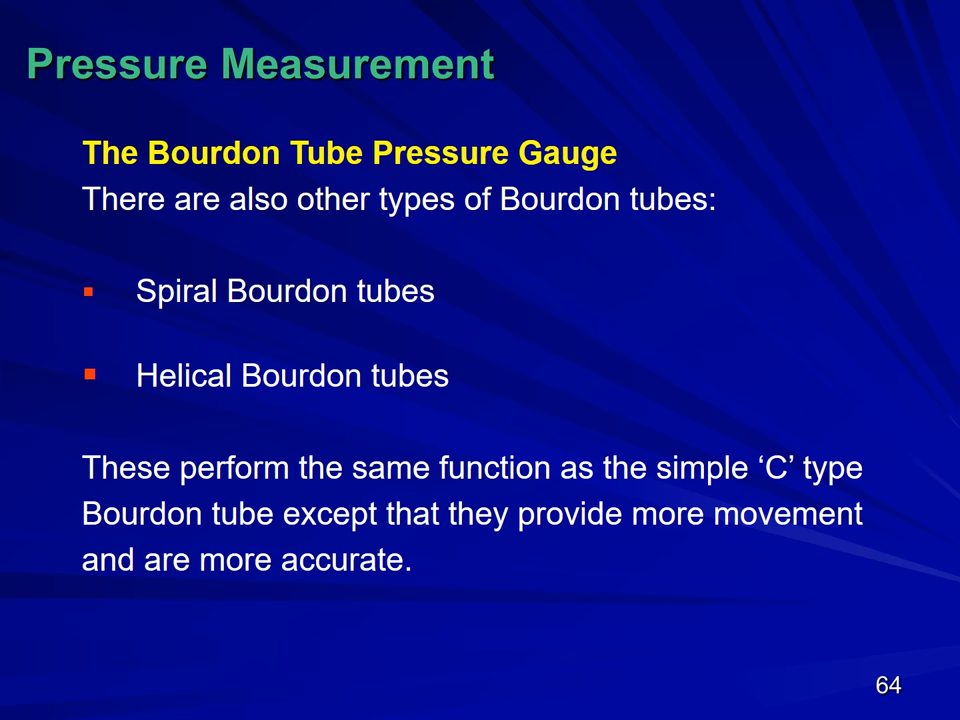 Pressure Measurement
The Bourdon Tube Pressure Gauge
There are also other types of Bourdon tubes:
▪ Spiral Bourdon tubes
▪ Helical Bourdon tubes
These perform the same function as the simple ‘C’ type
Bourdon tube except that they provide more movement
and are more accurate.
64